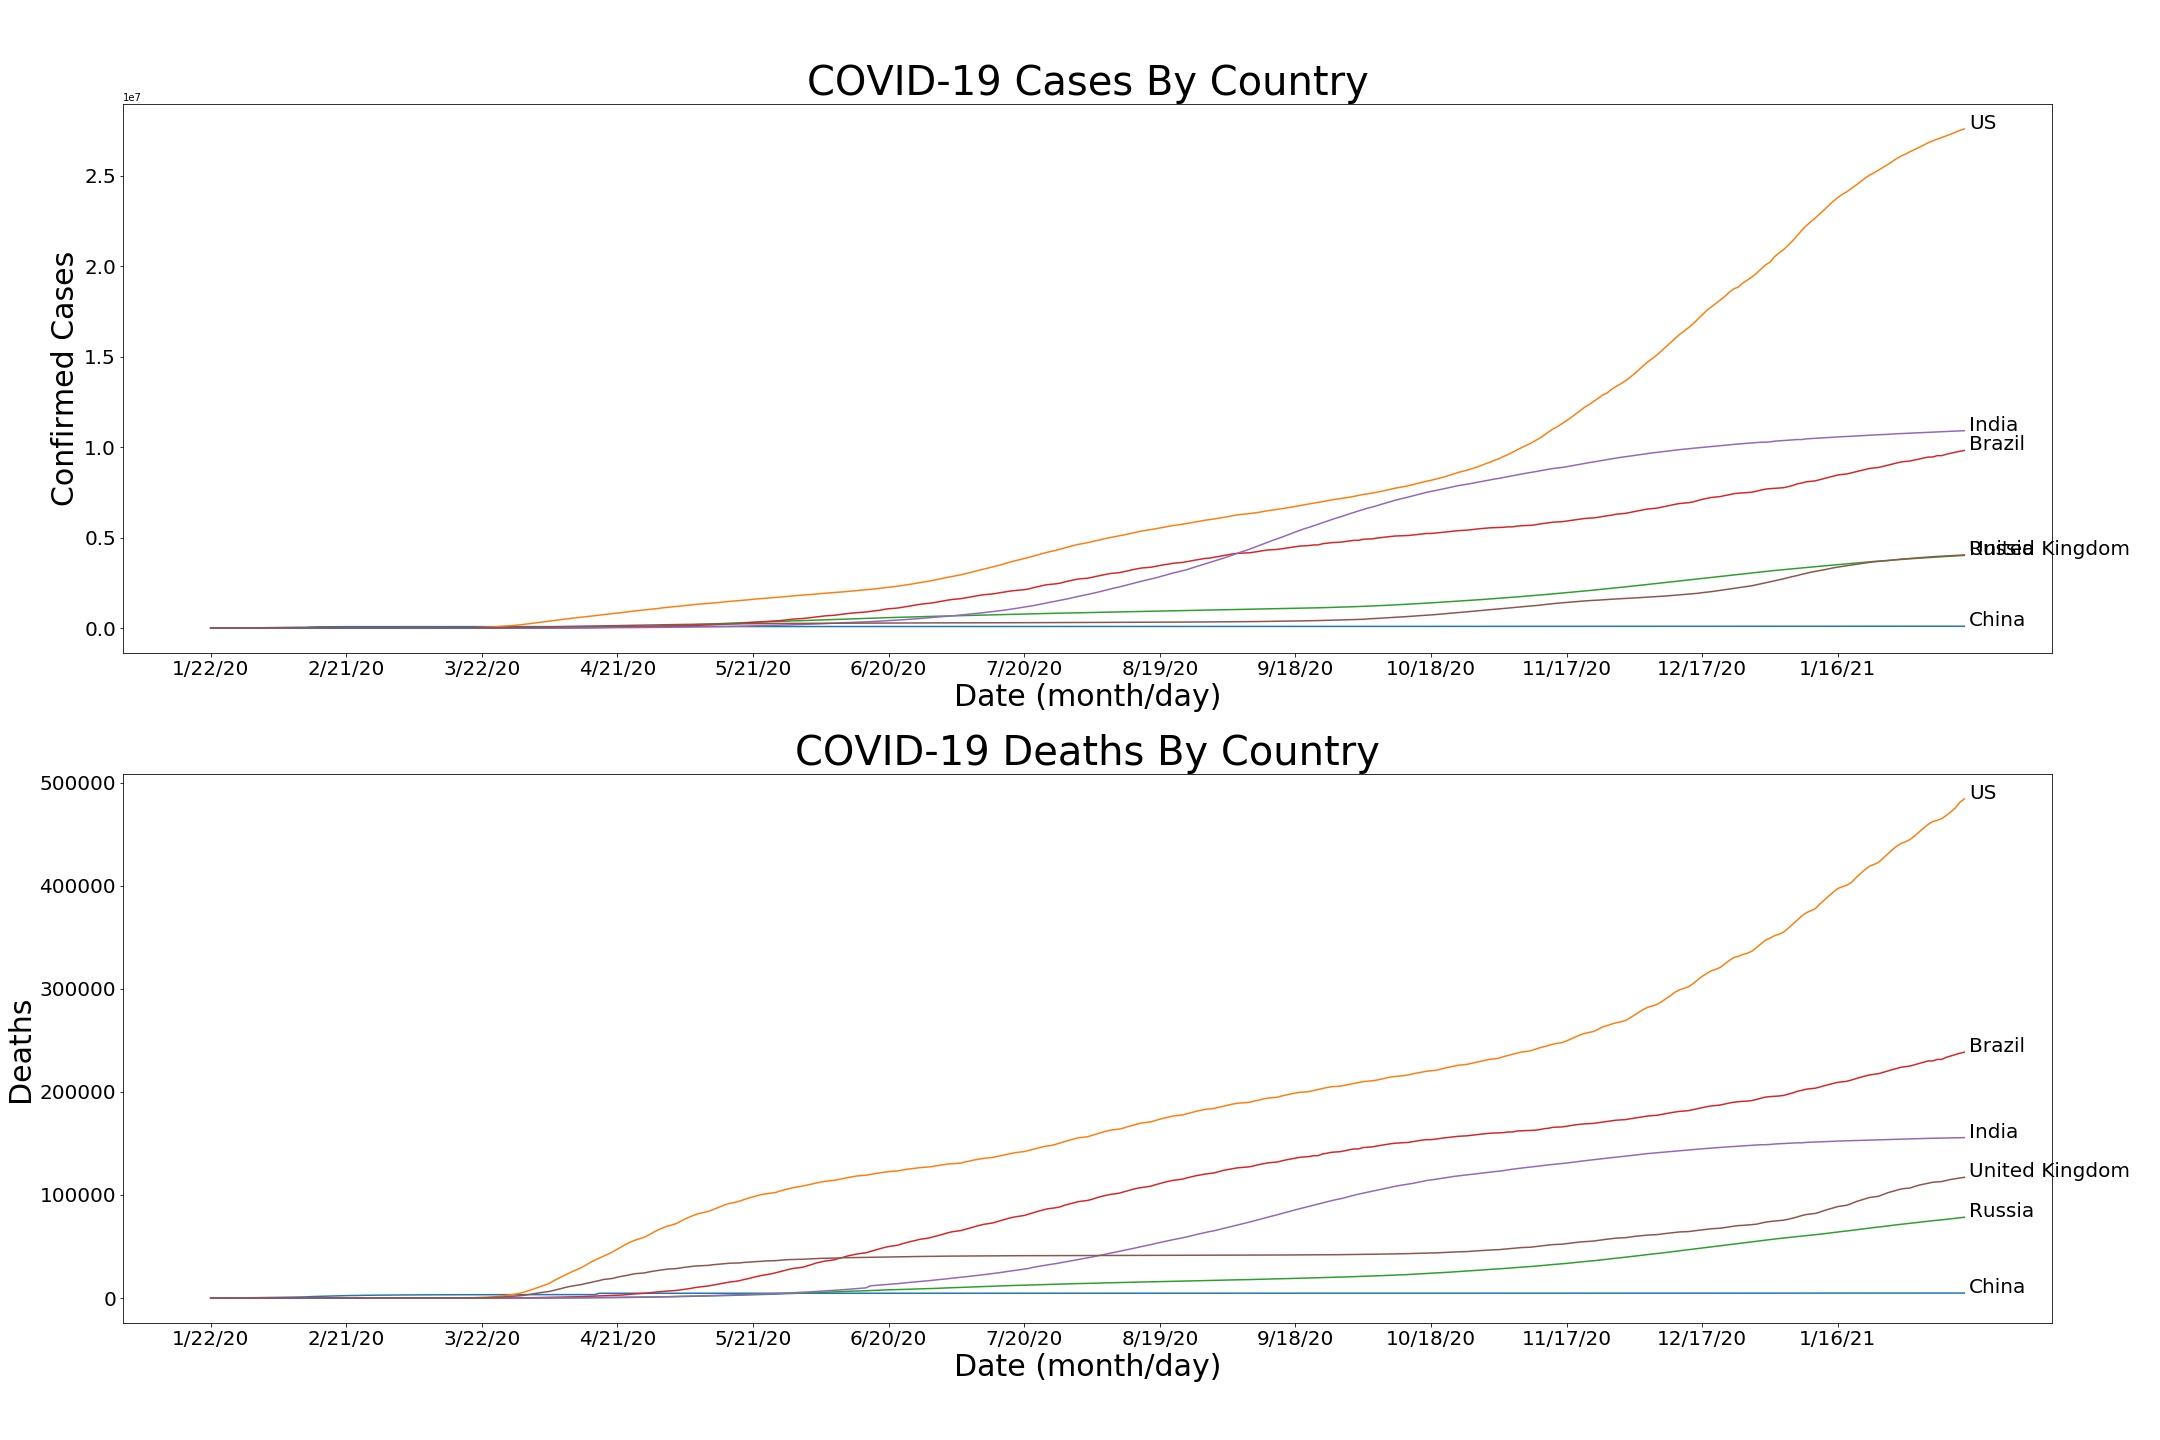 COVID-19 Cases By Country
1e7
Confirmed Cases
2.5
2.0
1.5
1.0
0.5
0.0
US
India
Brazil
Russia
United Kingdom
China
1/22/20 2/21/20 3/22/20 4/21/20 5/21/20 6/20/20 7/20/20 8/19/20 9/18/20 10/18/20 11/17/20 12/17/20 1/16/21
Date (month/day)
COVID-19 Deaths By Country
Deaths
500000
400000
300000
200000
100000
0
US
Brazil
India
United Kingdom
Russia
China
1/22/20 2/21/20 3/22/20 4/21/20 5/21/20 6/20/20 7/20/20 8/19/20 9/18/20 10/18/20 11/17/20 12/17/20 1/16/21
Date (month/day)